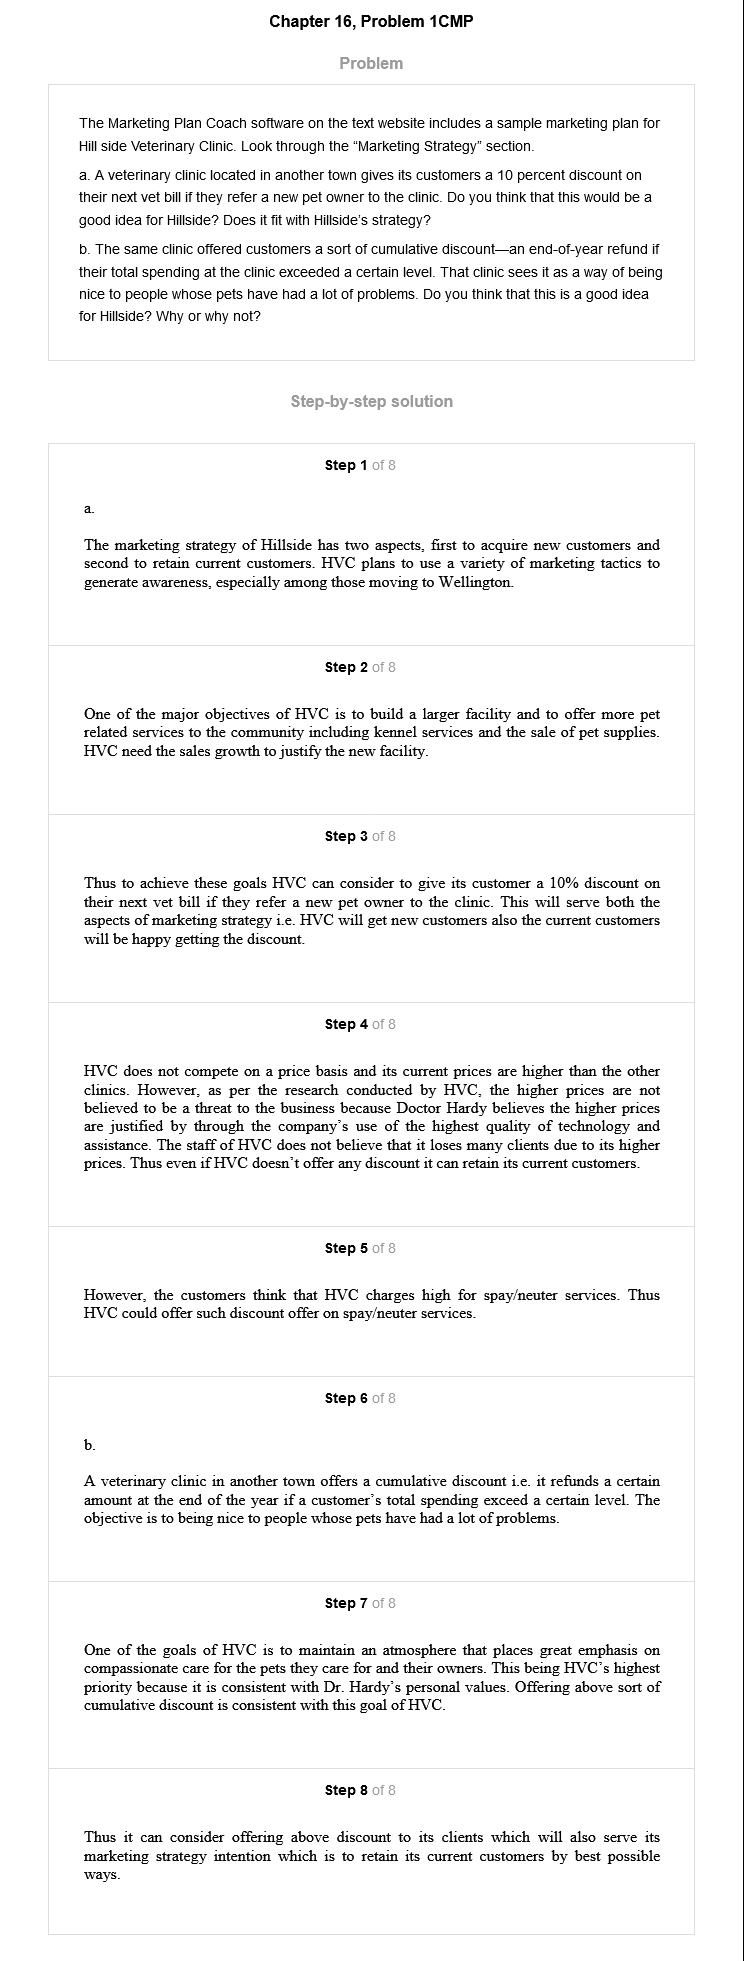 Chapter 16, Problem 1CMP
Problem
The Marketing Plan Coach software on the text website includes a sample marketing plan for
Hill side Veterinary Clinic. Look through the “Marketing Strategy” section.
a. A veterinary clinic located in another town gives its customers a 10 percent discount on
their next vet bill if they refer a new pet owner to the clinic. Do you think that this would be a
good idea for Hillside? Does it fit with Hillside’s strategy?
b. The same clinic offered customers a sort of cumulative discount—an end-of-year refund if
their total spending at the clinic exceeded a certain level. That clinic sees it as a way of being
nice to people whose pets have had a lot of problems. Do you think that this is a good idea
for Hillside? Why or why not?
Step-by-step solution
Step 1 of 8
a.
The marketing strategy of Hillside has two aspects, first to acquire new customers and
second to retain current customers. HVC plans to use a variety of marketing tactics to
generate awareness, especially among those moving to Wellington.
Step 2 of 8
One of the major objectives of HVC is to build a larger facility and to offer more pet
related services to the community including kennel services and the sale of pet supplies.
HVC need the sales growth to justify the new facility.
Step 3 of 8
Thus to achieve these goals HVC can consider to give its customer a 10% discount on
their next vet bill if they refer a new pet owner to the clinic. This will serve both the
aspects of marketing strategy i.e. HVC will get new customers also the current customers
will be happy getting the discount.
Step 4 of 8
HVC does not compete on a price basis and its current prices are higher than the other
clinics. However, as per the research conducted by HVC, the higher prices are not
believed to be a threat to the business because Doctor Hardy believes the higher prices
are justified by through the company’s use of the highest quality of technology and
assistance. The staff of HVC does not believe that it loses many clients due to its higher
prices. Thus even if HVC doesn’t offer any discount it can retain its current customers.
Step 5 of 8
However, the customers think that HVC charges high for spay/neuter services. Thus
HVC could offer such discount offer on spay/neuter services.
Step 6 of 8
b.
A veterinary clinic in another town offers a cumulative discount i.e. it refunds a certain
amount at the end of the year if a customer’s total spending exceed a certain level. The
objective is to being nice to people whose pets have had a lot of problems.
Step 7 of 8
One of the goals of HVC is to maintain an atmosphere that places great emphasis on
compassionate care for the pets they care for and their owners. This being HVC’s highest
priority because it is consistent with Dr. Hardy’s personal values. Offering above sort of
cumulative discount is consistent with this goal of HVC.
Step 8 of 8
Thus it can consider offering above discount to its clients which will also serve its
marketing strategy intention which is to retain its current customers by best possible
ways.